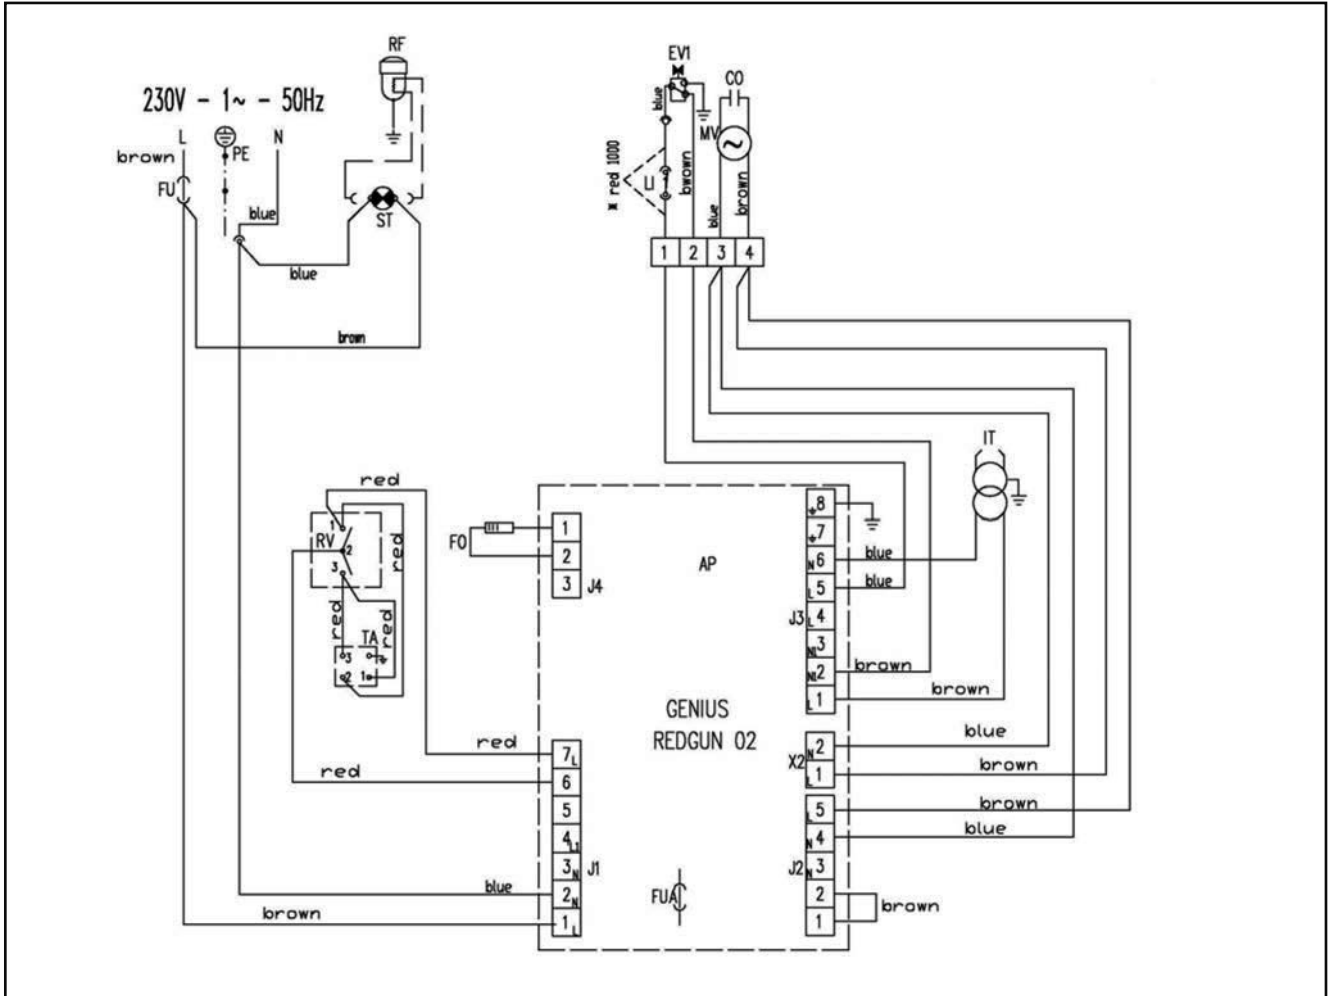 RF
230V - 1~ - 50Hz
L
N
PE
brown
FU
blue
ST
blue
brown
EV1
CO
blue
MV
* red 1000
LI
bwown
blue
brown
1 2 3 4
IT
red
1
RV
2
3
red
red
red
TA
3
2
1
FO
1
2
3
J4
AP
GENIUS
REDGUN 02
8
7
N 6
blue
L 5
blue
J3
L 4
N 3
N 2
brown
L 1
brown
X2
N 2
blue
L 1
brown
L 5
brown
N 4
blue
J2
N 3
2
1
brown
red
7 L
red
6
5
4 L1
3 N
J1
blue
2 N
brown
1 L
FUA